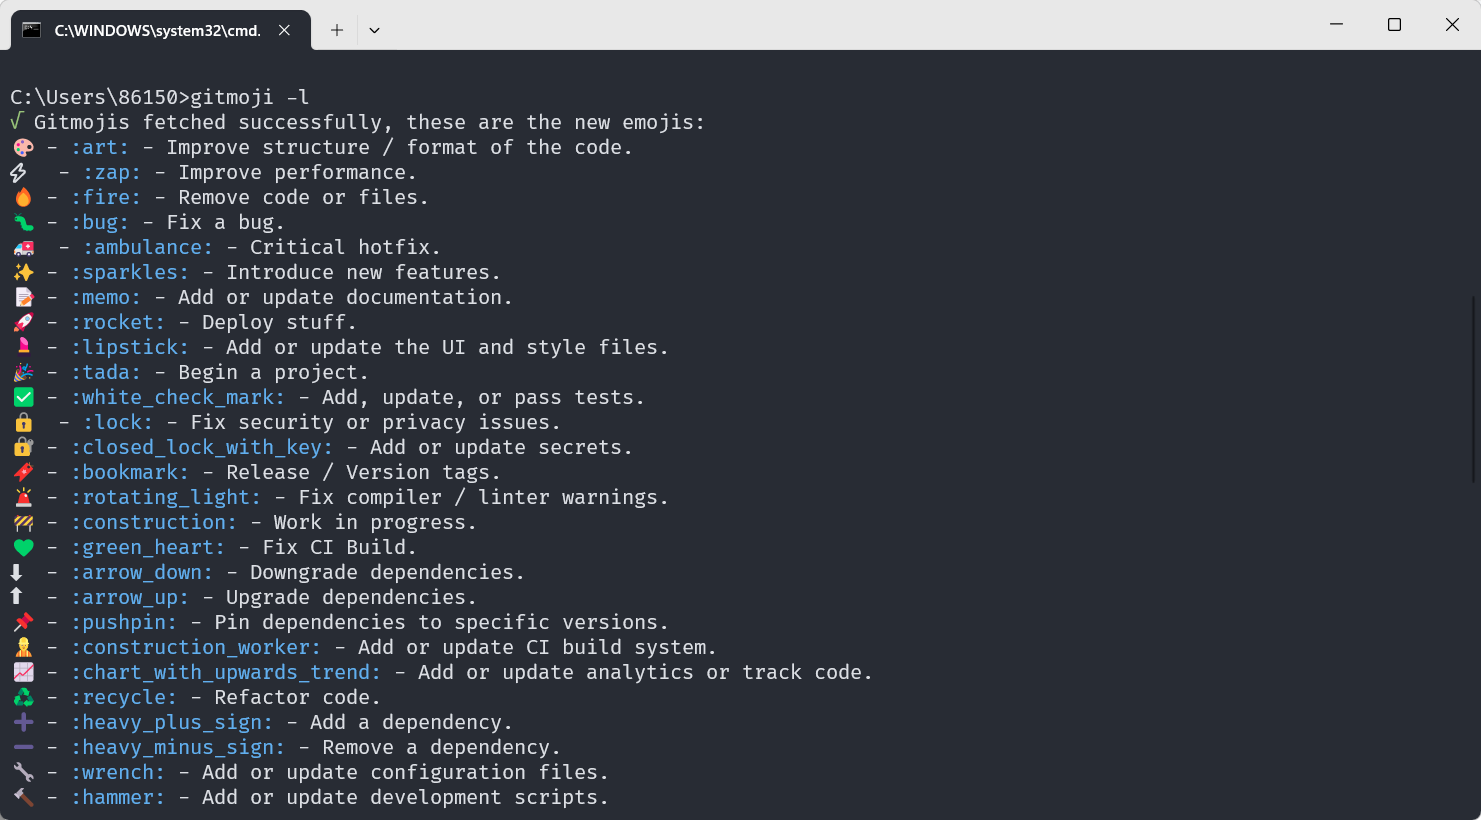 C:\WINDOWS\system32\cmd.
C:\Users\86150>gitmoji -l
√ Gitmojis fetched successfully, these are the new emojis:
🎨 - :art: - Improve structure / format of the code.
⚡️ - :zap: - Improve performance.
🔥 - :fire: - Remove code or files.
🐛 - :bug: - Fix a bug.
🚑️ - :ambulance: - Critical hotfix.
✨ - :sparkles: - Introduce new features.
📝 - :memo: - Add or update documentation.
🚀 - :rocket: - Deploy stuff.
💄 - :lipstick: - Add or update the UI and style files.
🎉 - :tada: - Begin a project.
✅ - :white_check_mark: - Add, update, or pass tests.
🔒️ - :lock: - Fix security or privacy issues.
🔐 - :closed_lock_with_key: - Add or update secrets.
🔖 - :bookmark: - Release / Version tags.
🚨 - :rotating_light: - Fix compiler / linter warnings.
🚧 - :construction: - Work in progress.
💚 - :green_heart: - Fix CI Build.
⬇️ - :arrow_down: - Downgrade dependencies.
⬆️ - :arrow_up: - Upgrade dependencies.
📌 - :pushpin: - Pin dependencies to specific versions.
👷 - :construction_worker: - Add or update CI build system.
📈 - :chart_with_upwards_trend: - Add or update analytics or track code.
♻️ - :recycle: - Refactor code.
➕ - :heavy_plus_sign: - Add a dependency.
➖ - :heavy_minus_sign: - Remove a dependency.
🔧 - :wrench: - Add or update configuration files.
🔨 - :hammer: - Add or update development scripts.